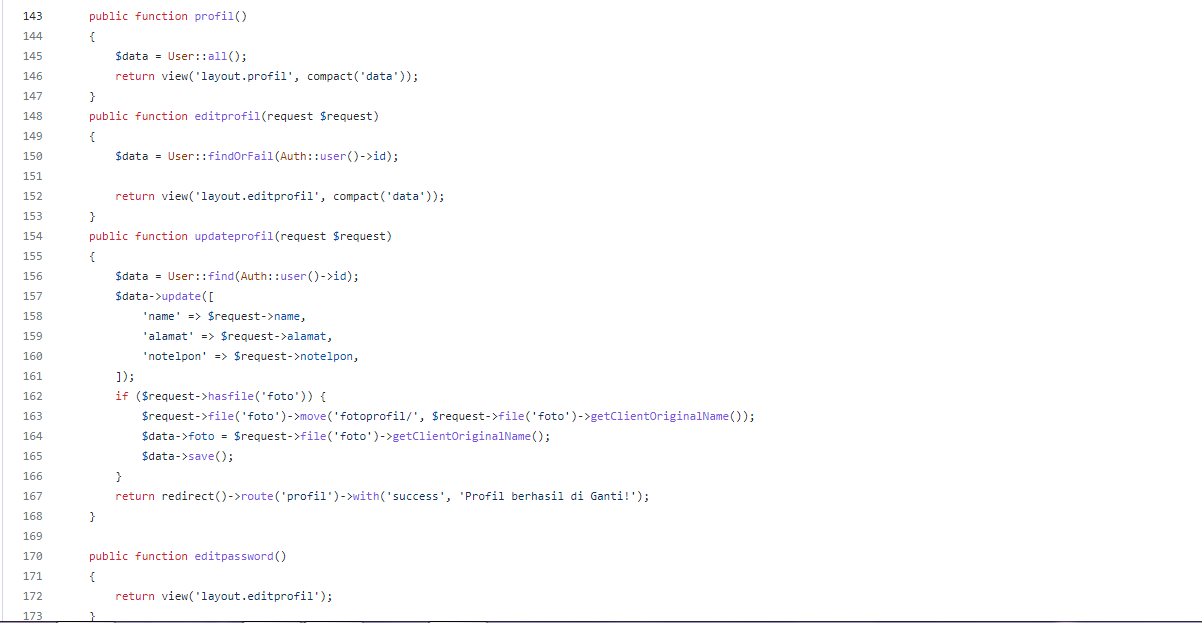 143 public function profil()
144 {
145 $data = User::all();
146 return view('layout.profil', compact('data'));
147 }
148 public function editprofil(request $request)
149 {
150 $data = User::findOrFail(Auth::user()->id);
151
152 return view('layout.editprofil', compact('data'));
153 }
154 public function updateprofil(request $request)
155 {
156 $data = User::find(Auth::user()->id);
157 $data->update([
158 'name' => $request->name,
159 'alamat' => $request->alamat,
160 'notelpon' => $request->notelpon,
161 ]);
162 if ($request->hasfile('foto')) {
163 $request->file('foto')->move('fotoprofil/', $request->file('foto')->getClientOriginalName());
164 $data->foto = $request->file('foto')->getClientOriginalName();
165 $data->save();
166 }
167 return redirect()->route('profil')->with('success', 'Profil berhasil di Ganti!');
168 }
169
170 public function editpassword()
171 {
172 return view('layout.editprofil');
173 }